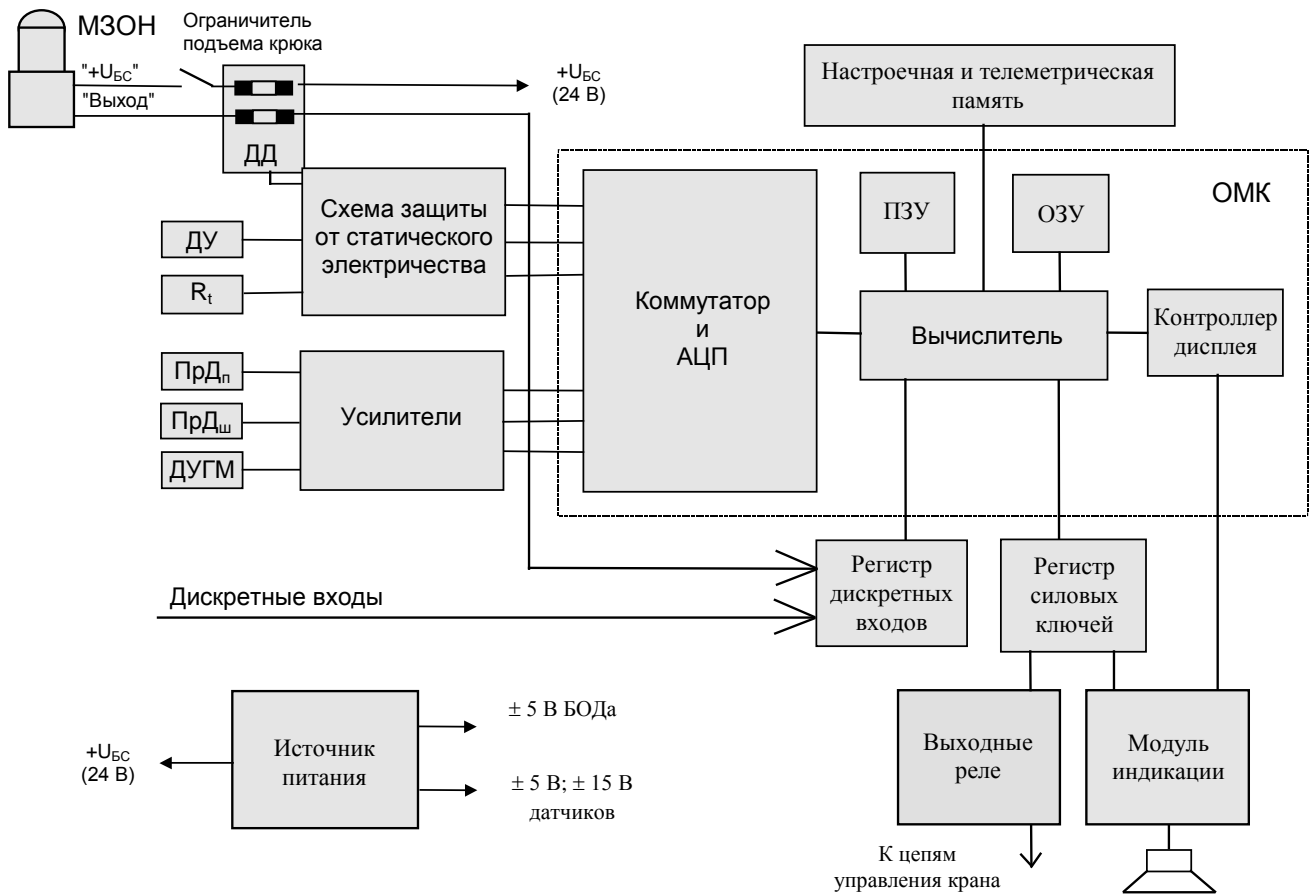 МЗОН
Ограничитель
подъема крюка
"+UБС"
"Выход"
+UБС
(24 В)
ДД
Настроечная и телеметрическая
память
ОМК
Схема защиты
от статического
электричества
ДУ
Rt
ПЗУ
ОЗУ
Коммутатор
и
АЦП
Вычислитель
Контроллер
дисплея
ПрДп
ПрДш
ДУГМ
Усилители
Дискретные входы
Регистр
дискретных
входов
Регистр
силовых
ключей
+UБС
(24 В)
Источник
питания
± 5 В БОДа
± 5 В; ± 15 В
датчиков
Выходные
реле
Модуль
индикации
К цепям
управления крана